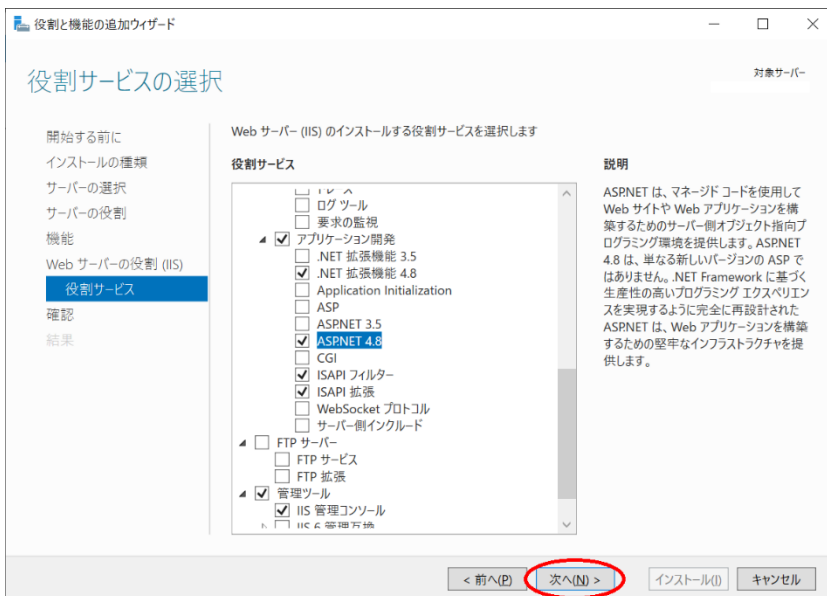 役割と機能の追加ウィザード
役割サービスの選択
対象サーバー
開始する前に
インストールの種類
サーバーの選択
サーバーの役割
機能
Web サーバーの役割 (IIS)
役割サービス
確認
結果
Web サーバー (IIS) のインストールする役割サービスを選択します
役割サービス
トレース
ログ ツール
要求の監視
アプリケーション開発
.NET 拡張機能 3.5
.NET 拡張機能 4.8
Application Initialization
ASP
ASP.NET 3.5
ASP.NET 4.8
CGI
ISAPI フィルター
ISAPI 拡張
WebSocket プロトコル
サーバー側インクルード
FTP サーバー
FTP サービス
FTP 拡張
管理ツール
IIS 管理コンソール
IIS 6 管理互換
説明
ASP.NET は、マネージド コードを使用して
Web サイトや Web アプリケーションを構
築するためのサーバー側オブジェクト指向プ
ログラミング環境を提供します。ASP.NET
4.8 は、単なる新しいバージョンの ASP で
はありません。.NET Framework に基づく
生産性の高いプログラミング エクスペリエン
スを実現するように完全に再設計された
ASP.NET は、Web アプリケーションを構築
するための堅牢なインフラストラクチャを提
供します。
< 前へ(P)
次へ(N) >
インストール(I)
キャンセル